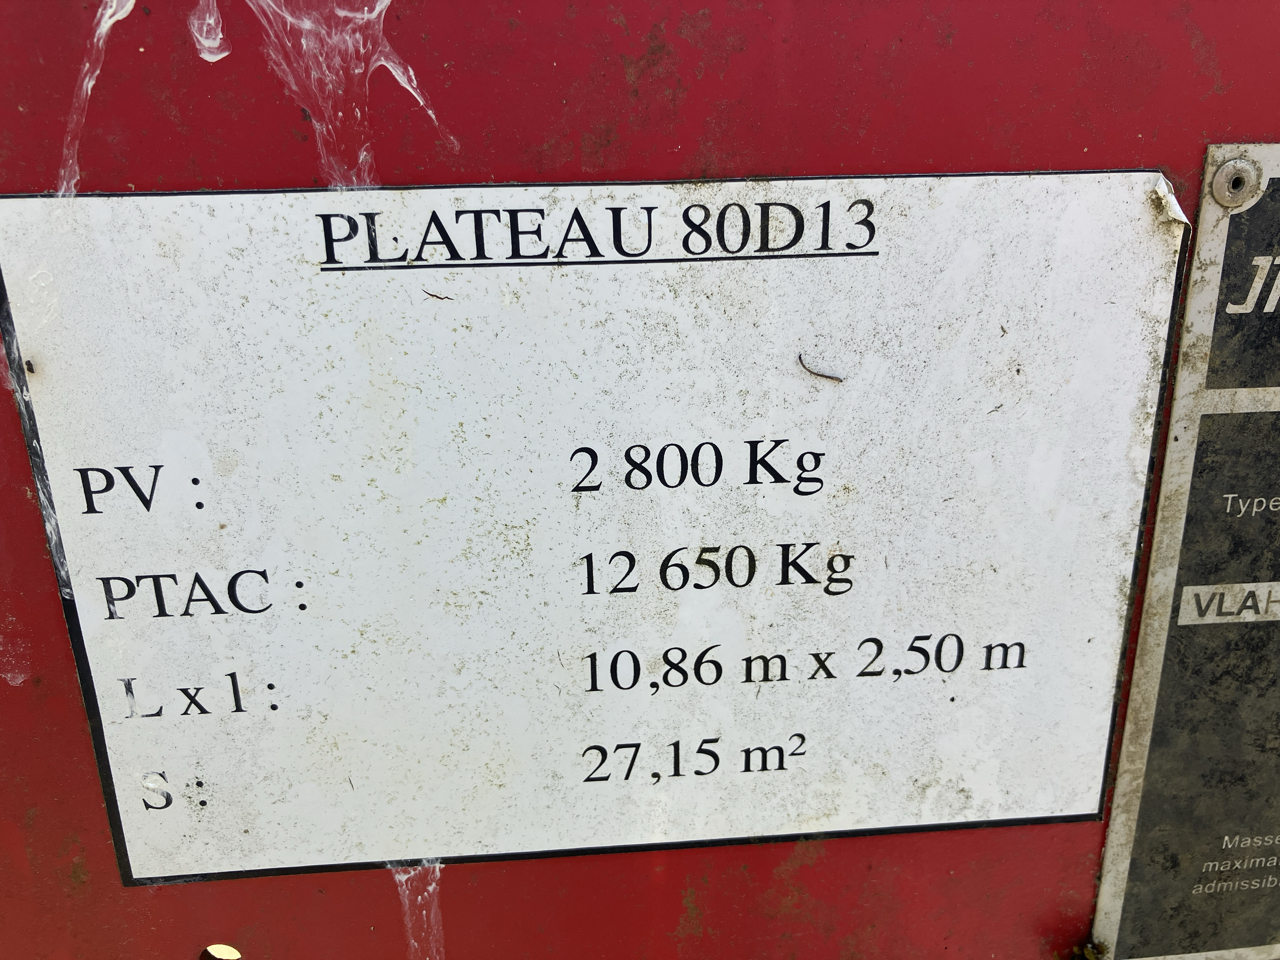 PLATEAU 80D13
PV : 2 800 Kg
PTAC : 12 650 Kg
L x l : 10,86 m x 2,50 m
S : 27,15 m²
Type
VLA
Masse
maxima
admissib